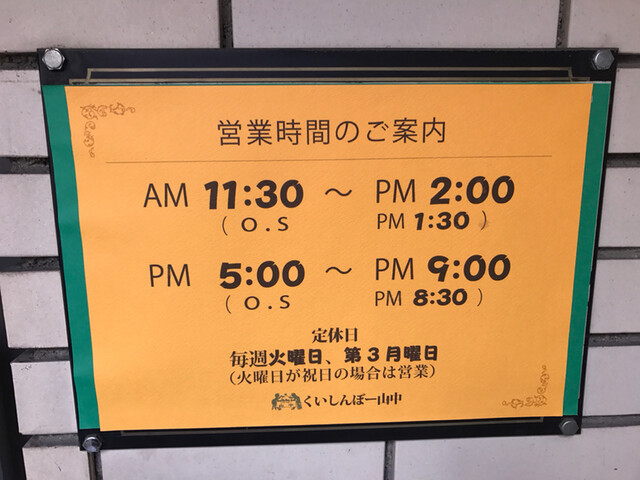 営業時間のご案内
AM 11:30 ～ PM 2:00
( O.S PM 1:30 )
PM 5:00 ～ PM 9:00
( O.S PM 8:30 )
定休日
毎週火曜日、第3月曜日
(火曜日が祝日の場合は営業)
くいしんぼー山中